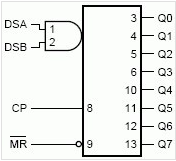 DSA 1
DSB 2
3 Q0
4 Q1
5 Q2
6 Q3
10 Q4
CP 8 11 Q5
12 Q6
M̅R̅ 9 13 Q7